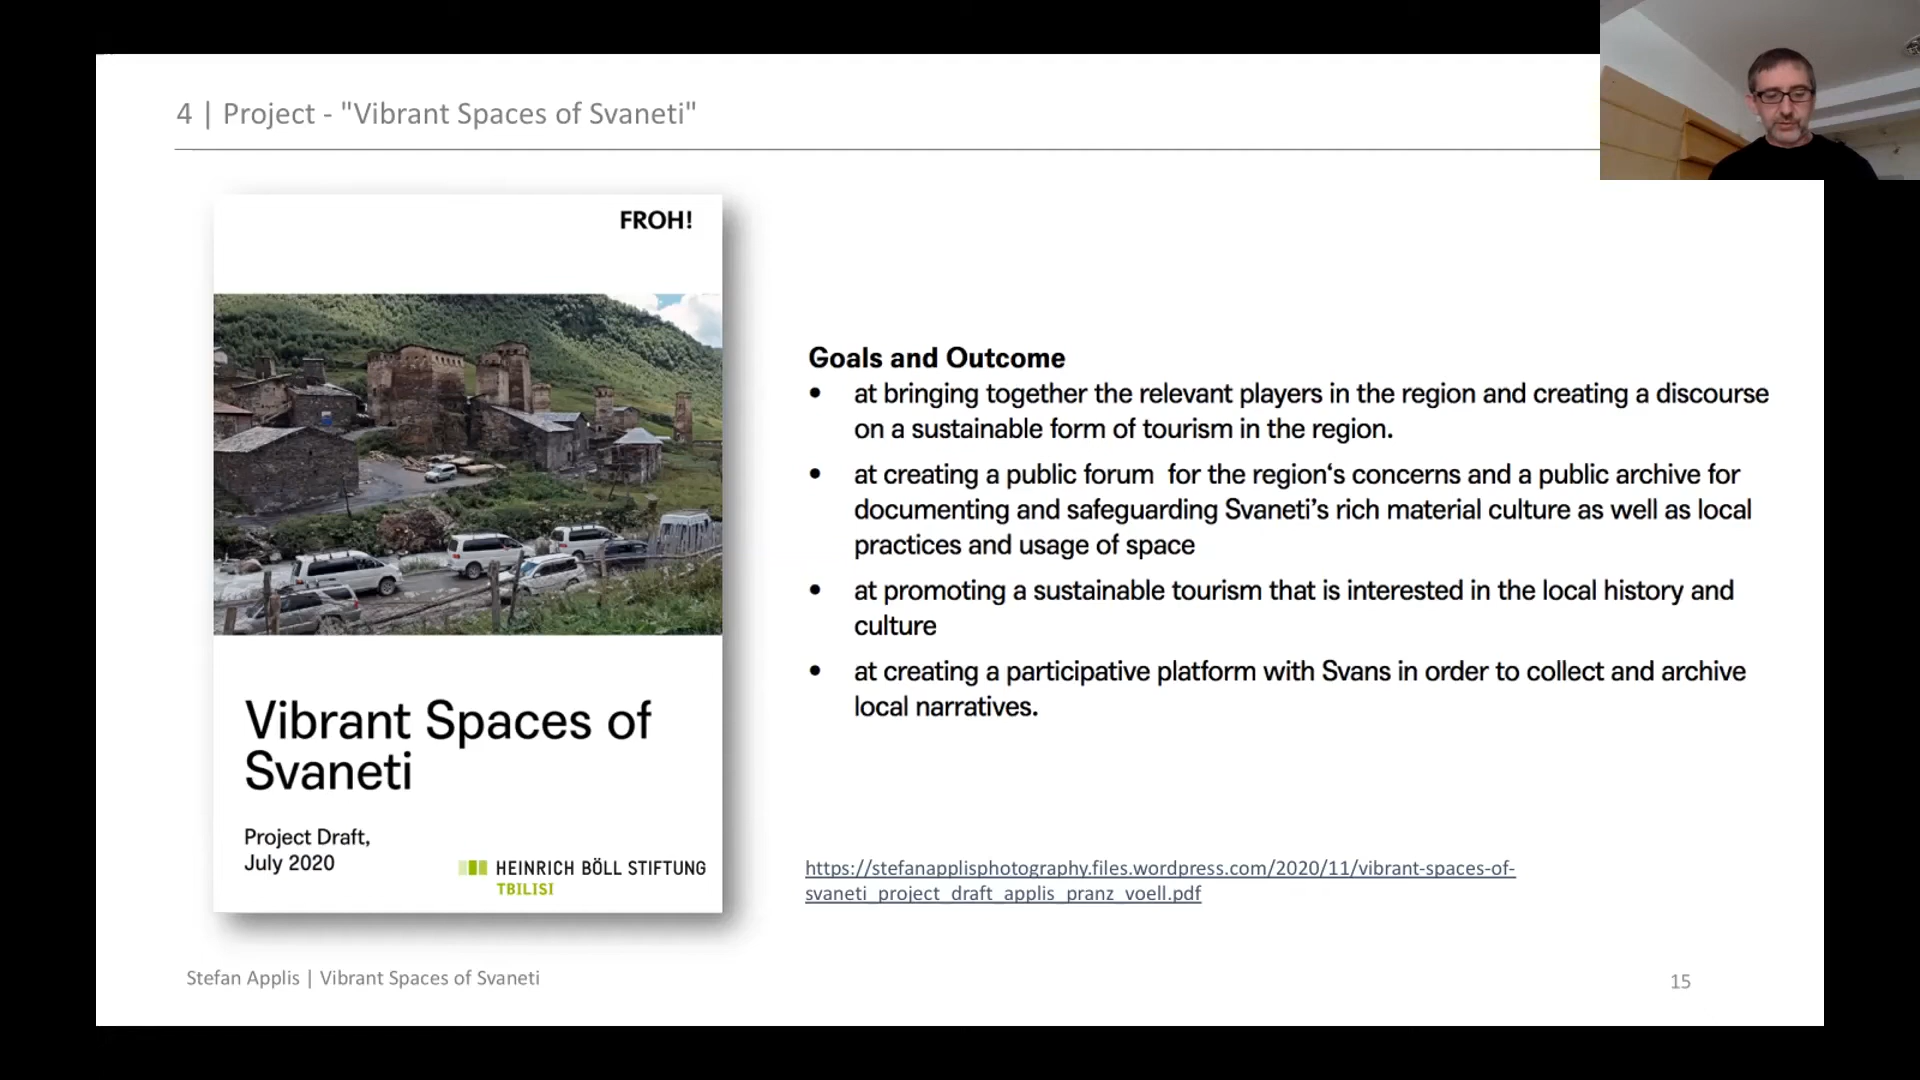 4 | Project - "Vibrant Spaces of Svaneti"
FROH!
Vibrant Spaces of
Svaneti
Project Draft,
July 2020
HEINRICH BÖLL STIFTUNG
TBILISI
Goals and Outcome
• at bringing together the relevant players in the region and creating a discourse
on a sustainable form of tourism in the region.
• at creating a public forum  for the region‘s concerns and a public archive for
documenting and safeguarding Svaneti’s rich material culture as well as local
practices and usage of space
• at promoting a sustainable tourism that is interested in the local history and
culture
• at creating a participative platform with Svans in order to collect and archive
local narratives.
https://stefanapplisphotography.files.wordpress.com/2020/11/vibrant-spaces-of-
svaneti_project_draft_applis_pranz_voell.pdf
Stefan Applis | Vibrant Spaces of Svaneti
15